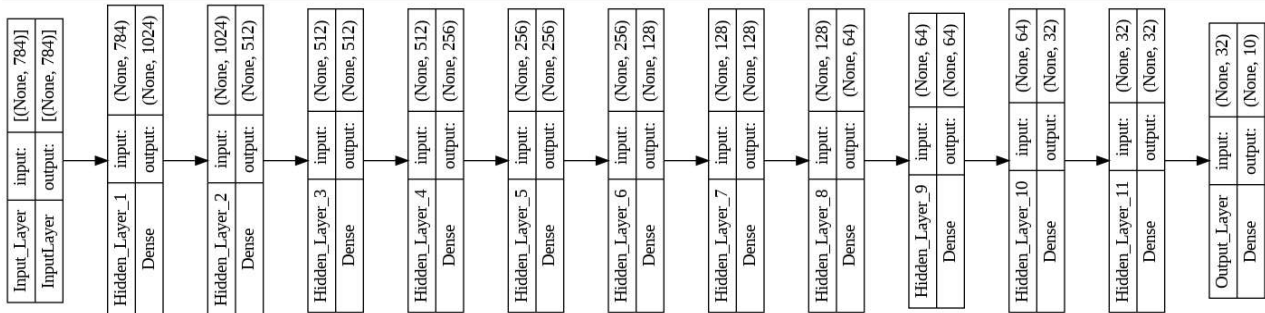 Input_Layer input: [(None, 784)]
InputLayer output: [(None, 784)]
Hidden_Layer_1 input: (None, 784)
Dense output: (None, 1024)
Hidden_Layer_2 input: (None, 1024)
Dense output: (None, 512)
Hidden_Layer_3 input: (None, 512)
Dense output: (None, 512)
Hidden_Layer_4 input: (None, 512)
Dense output: (None, 256)
Hidden_Layer_5 input: (None, 256)
Dense output: (None, 256)
Hidden_Layer_6 input: (None, 256)
Dense output: (None, 128)
Hidden_Layer_7 input: (None, 128)
Dense output: (None, 128)
Hidden_Layer_8 input: (None, 128)
Dense output: (None, 64)
Hidden_Layer_9 input: (None, 64)
Dense output: (None, 64)
Hidden_Layer_10 input: (None, 64)
Dense output: (None, 32)
Hidden_Layer_11 input: (None, 32)
Dense output: (None, 32)
Output_Layer input: (None, 32)
Dense output: (None, 10)